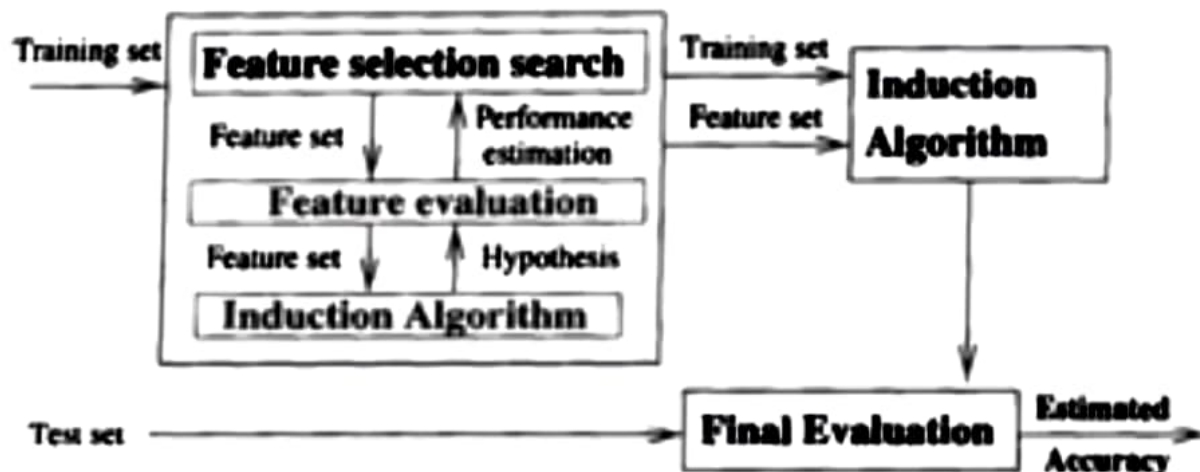 Training set
Feature selection search
Feature set
Performance
estimation
Feature evaluation
Feature set
Hypothesis
Induction Algorithm
Training set
Feature set
Induction
Algorithm
Test set
Final Evaluation
Estimated
Accuracy